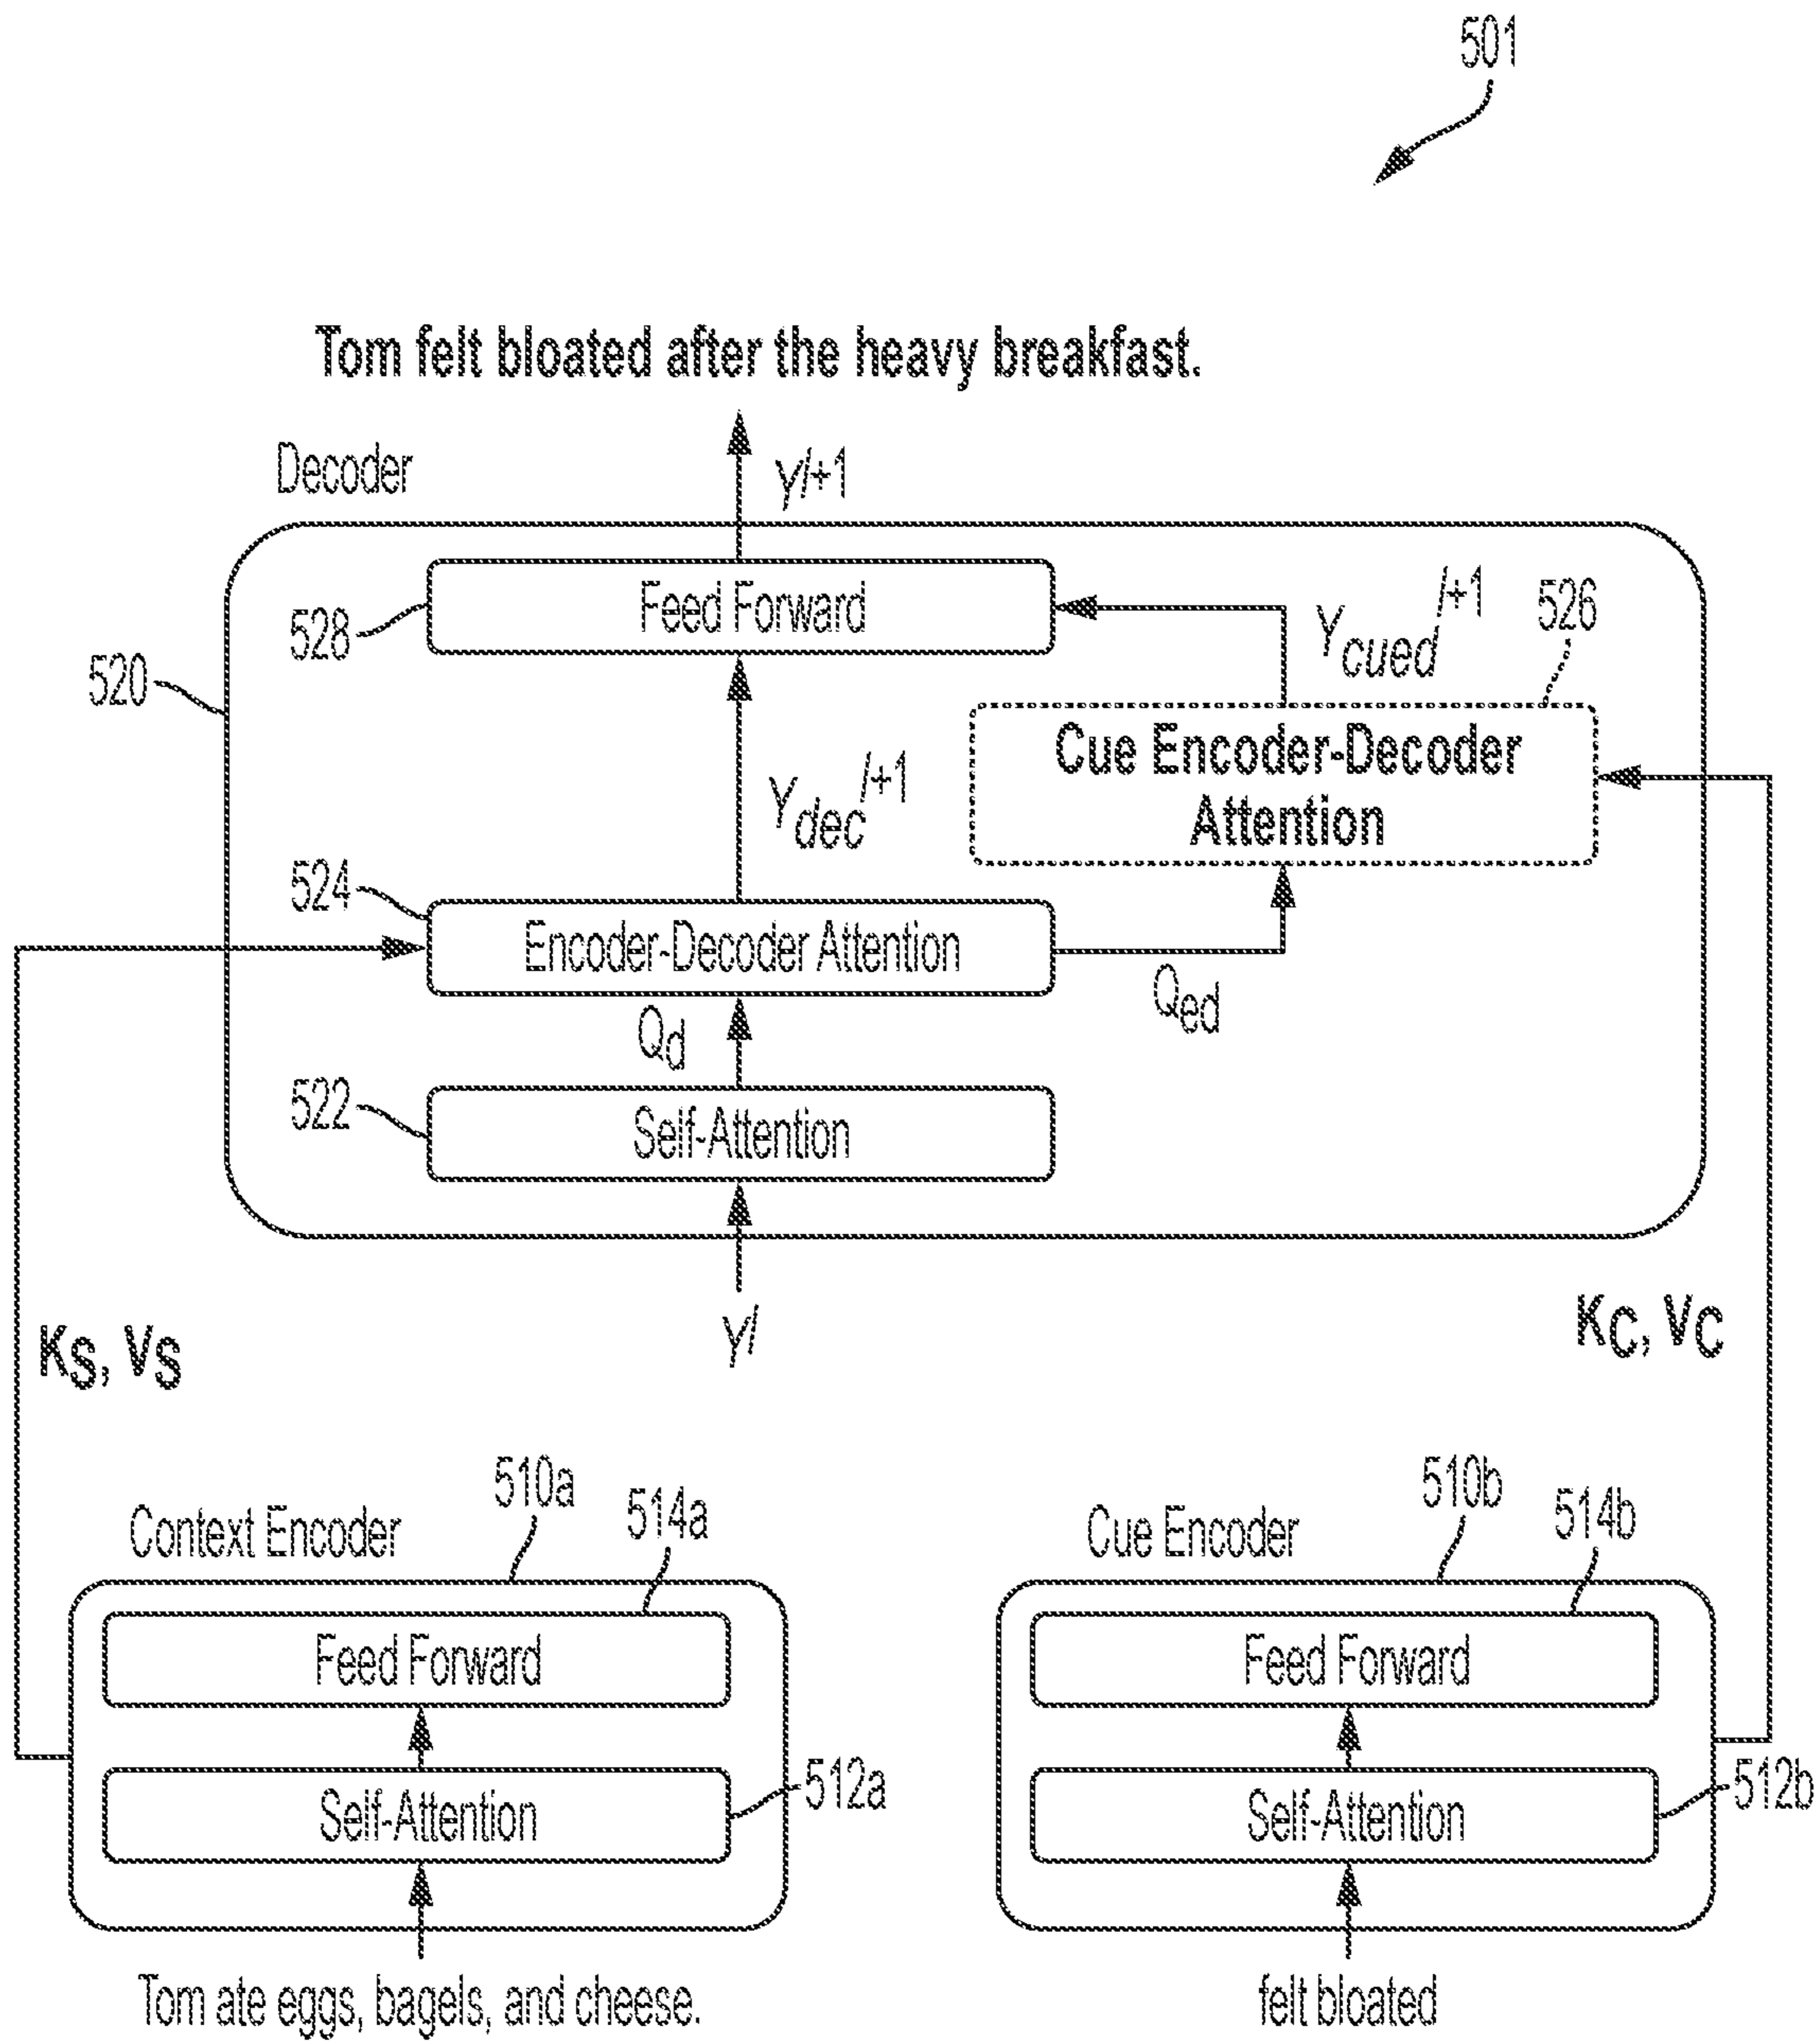 501
Tom felt bloated after the heavy breakfast.
Decoder
Yl+1
Feed Forward
528
Ycued l+1
526
520
Cue Encoder-Decoder
Attention
Ydec l+1
524
Encoder-Decoder Attention
Qd
Qed
522
Self-Attention
Yl
KS, VS
KC, VC
510a
510b
Context Encoder
514a
Cue Encoder
514b
Feed Forward
Feed Forward
Self-Attention
512a
Self-Attention
512b
Tom ate eggs, bagels, and cheese.
felt bloated